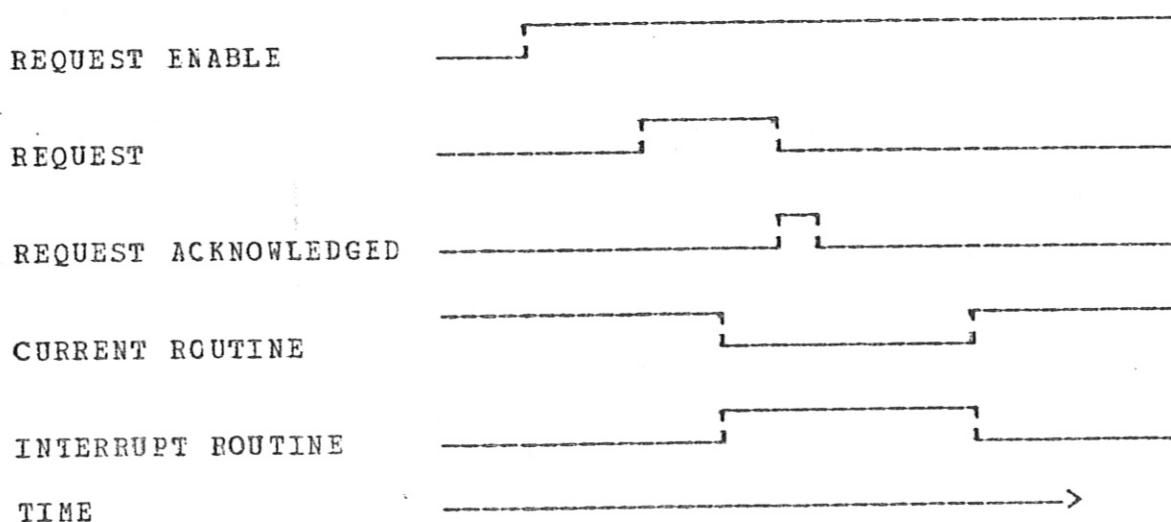 REQUEST ENABLE
REQUEST
REQUEST ACKNOWLEDGED
CURRENT ROUTINE
INTERRUPT ROUTINE
TIME